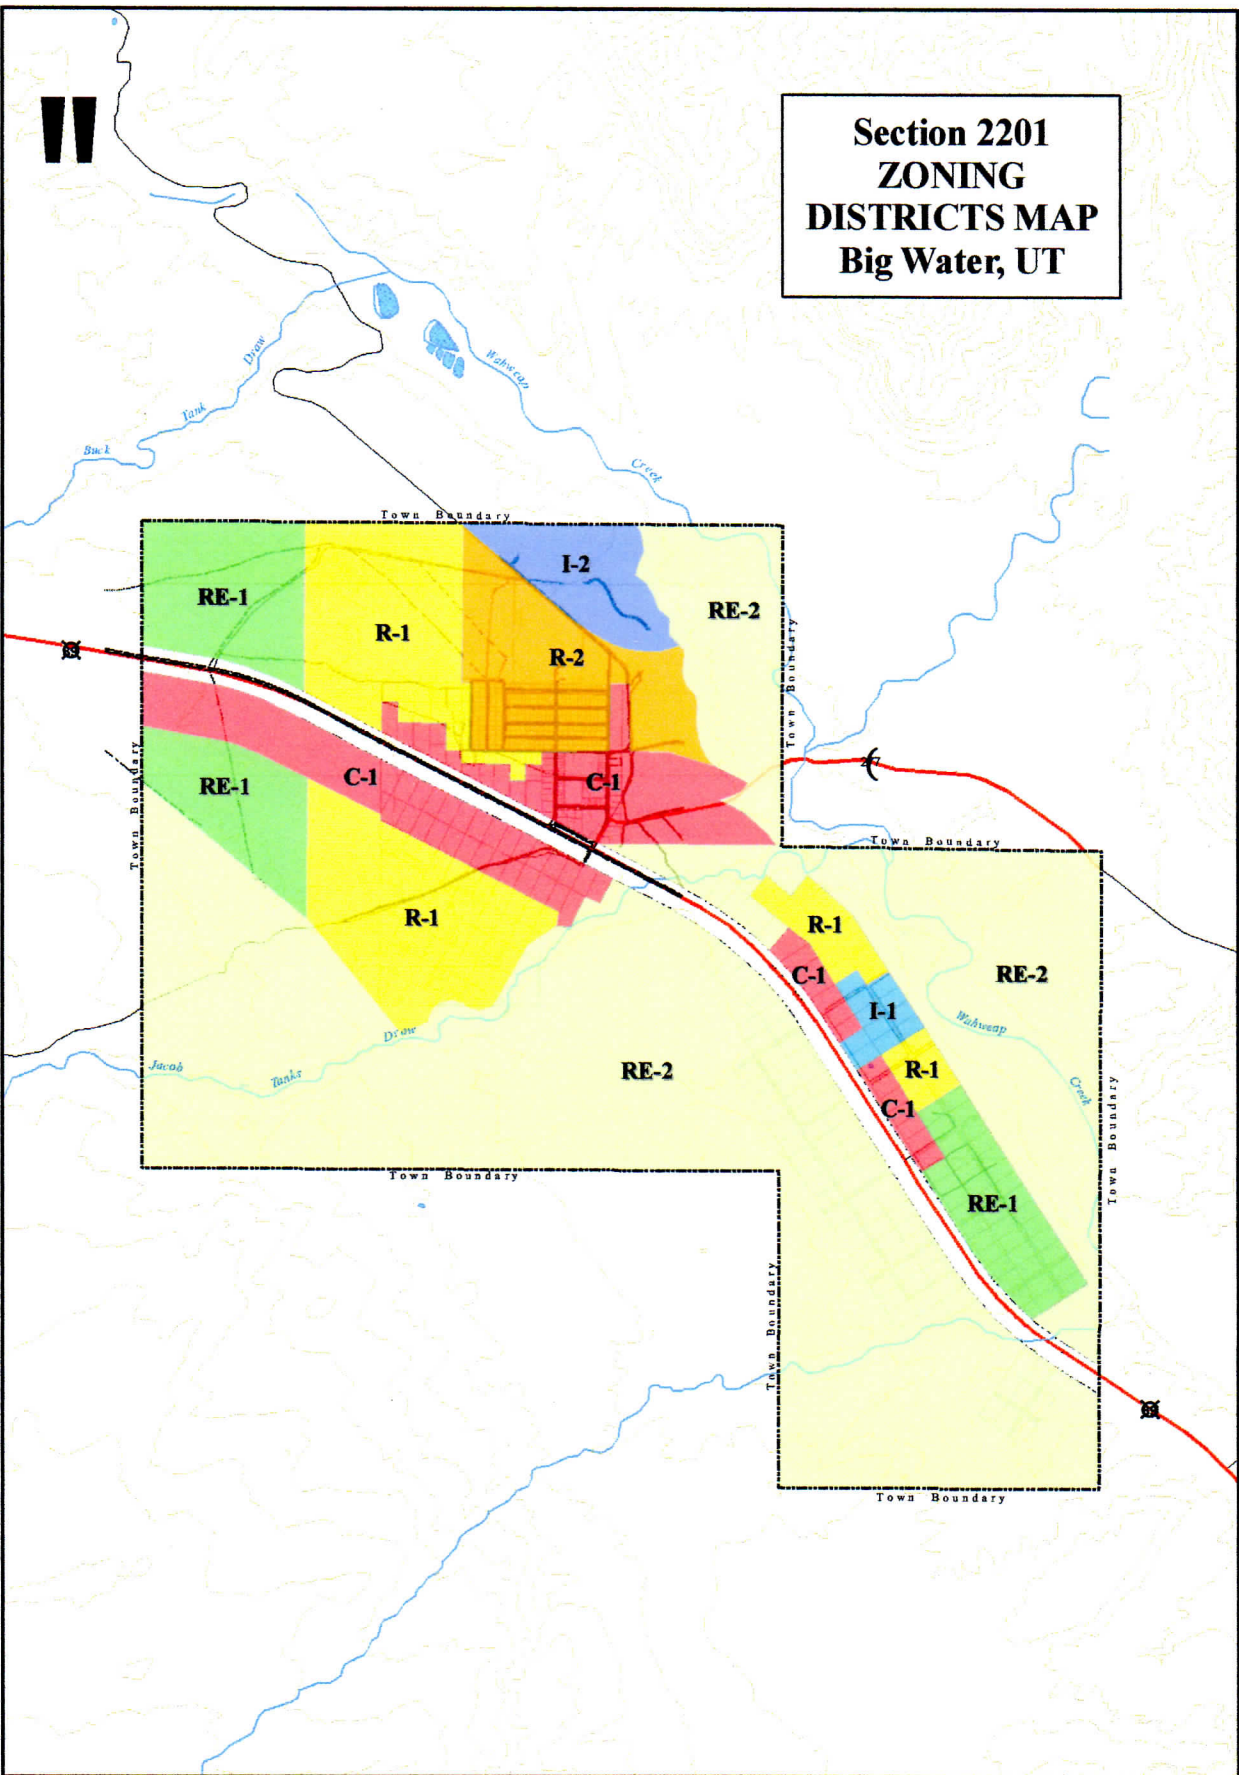 Section 2201
ZONING
DISTRICTS MAP
Big Water, UT
Draw
Tank
Buck
Wahweap
Creek
Town Boundary
I-2
RE-1
RE-2
R-1
R-2
Town Boundary
Town Boundary
RE-1
C-1
C-1
Town Boundary
R-1
R-1
C-1
RE-2
I-1
Wahweap
Draw
Jacob
Tanks
RE-2
R-1
Creek
C-1
Town Boundary
Town Boundary
RE-1
Town Boundary
Town Boundary